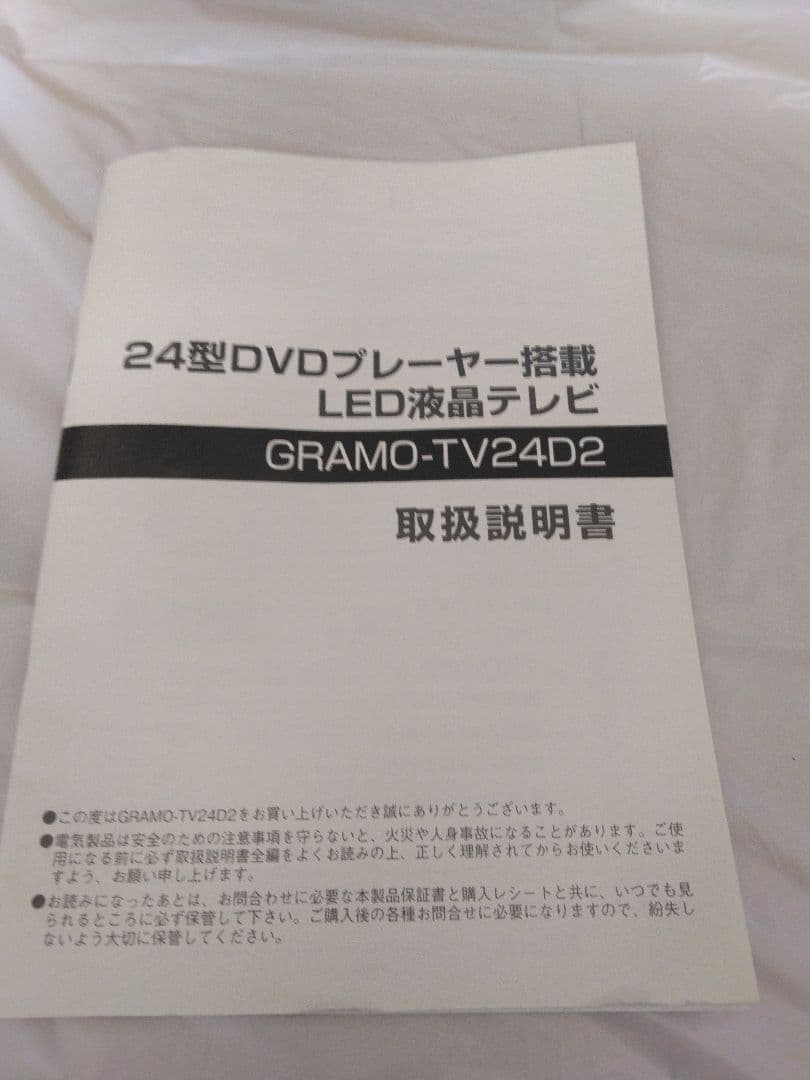 24型DVDプレーヤー搭載
LED液晶テレビ
GRAMO-TV24D2
取扱説明書
●この度はGRAMO-TV24D2をお買い上げいただき誠にありがとうございます。
●電気製品は安全のための注意事項を守らないと、火災や人身事故になることがあります。ご使
用になる前に必ず取扱説明書全編をよくお読みの上、正しく理解されてからお使いくださいま
すよう、お願い申し上げます。
●お読みになったあとは、お問合わせに必要な本製品保証書と購入レシートと共に、いつでも見
られるところに必ず保管して下さい。ご購入後の各種お問合せに必要になりますので、紛失し
ないよう大切に保管してください。